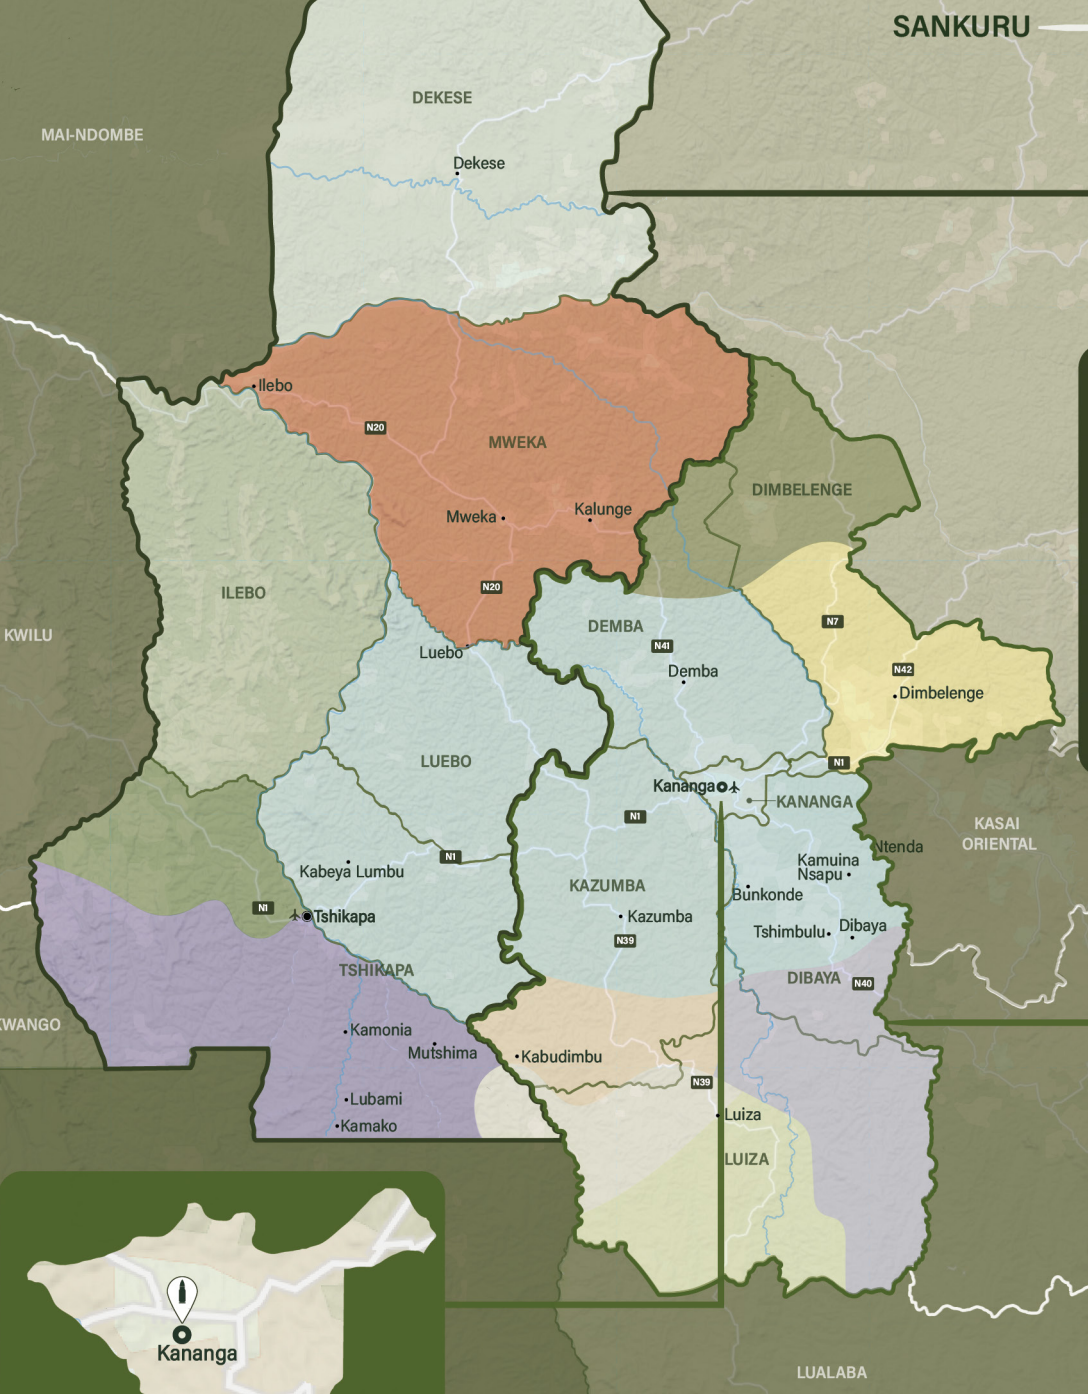 SANKURU
DEKESE
MAI-NDOMBE
Dekese
Ilebo
N20
MWEKA
DIMBELENGE
Mweka
Kalunge
N20
ILEBO
N7
DEMBA
KWILU
N41
Luebo
N42
Demba
Dimbelenge
LUEBO
N1
Kananga
KANANGA
N1
KASAI
ORIENTAL
Ntenda
N1
Kamuina
Nsapu
Kabeya Lumbu
KAZUMBA
Bunkonde
N1
Tshikapa
Kazumba
Dibaya
Tshimbulu
N39
TSHIKAPA
DIBAYA
N40
KWANGO
Kamonia
Mutshima
Kabudimbu
N39
Lubami
Luiza
Kamako
LUIZA
Kananga
LUALABA